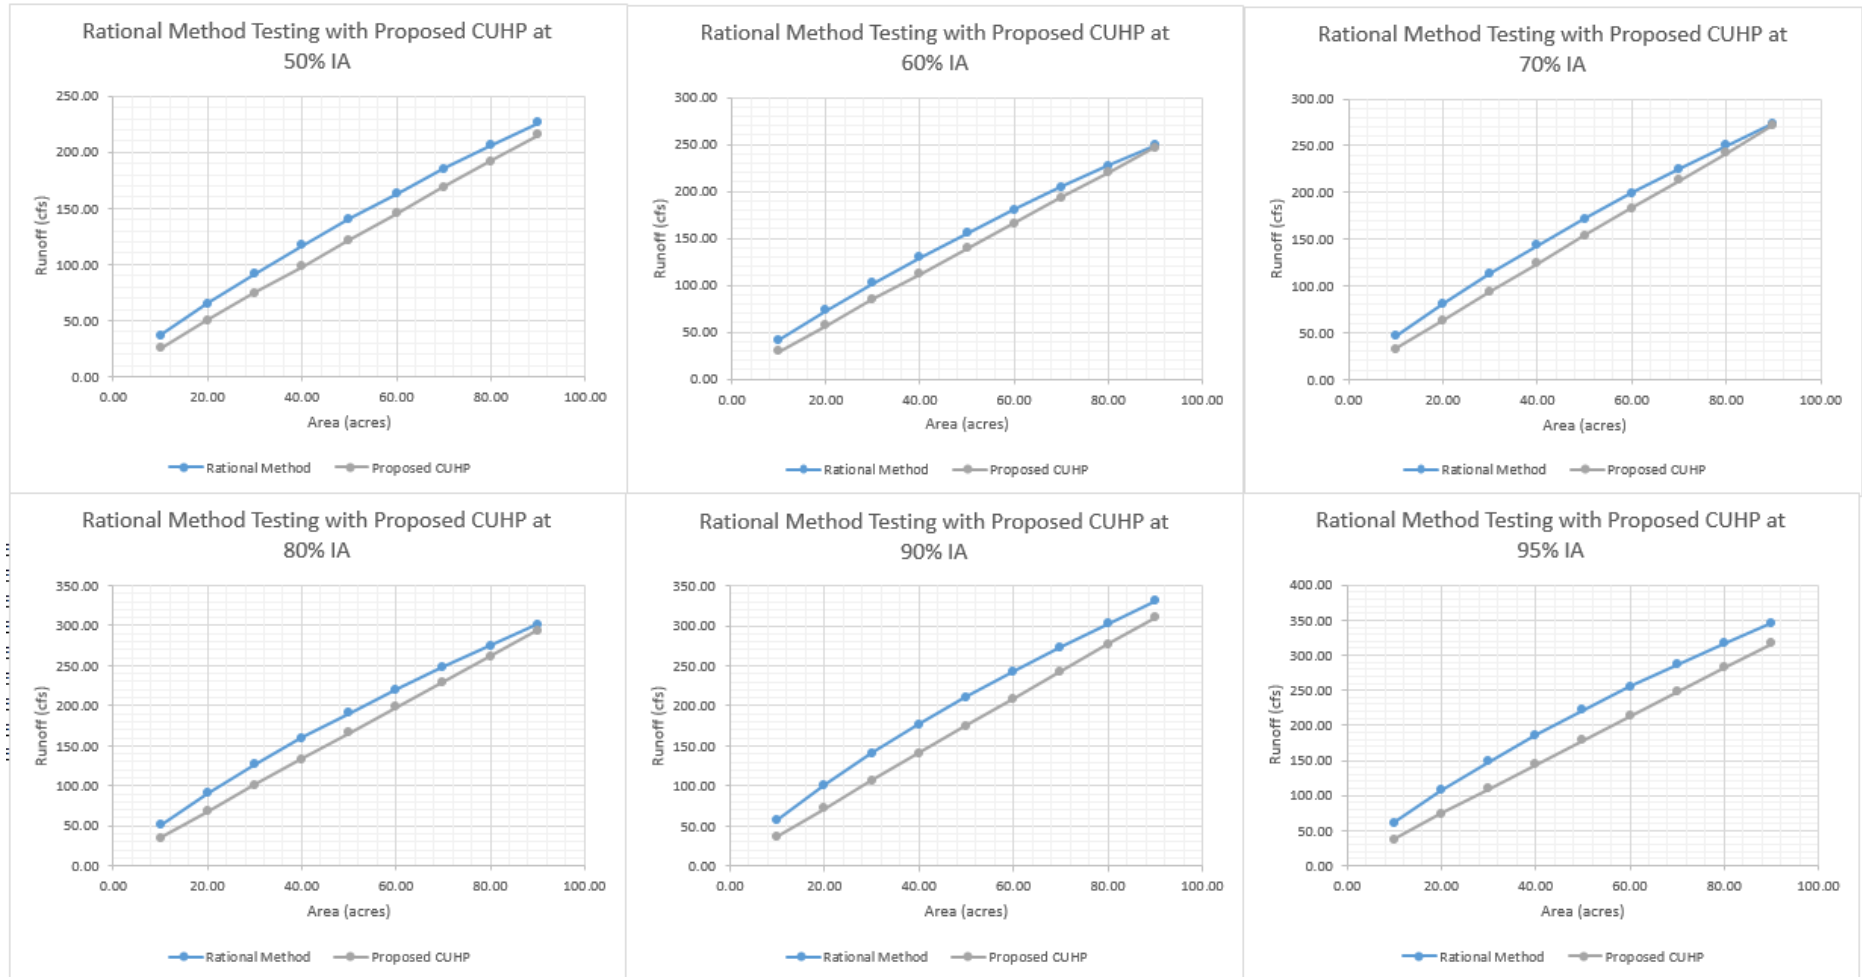 Rational Method Testing with Proposed CUHP at
50% IA
250.00
200.00
150.00
100.00
50.00
0.00
Runoff (cfs)
0.00 20.00 40.00 60.00 80.00 100.00
Area (acres)
Rational Method Proposed CUHP
Rational Method Testing with Proposed CUHP at
60% IA
300.00
250.00
200.00
150.00
100.00
50.00
0.00
Runoff (cfs)
0.00 20.00 40.00 60.00 80.00 100.00
Area (acres)
Rational Method Proposed CUHP
Rational Method Testing with Proposed CUHP at
70% IA
300.00
250.00
200.00
150.00
100.00
50.00
0.00
Runoff (cfs)
0.00 20.00 40.00 60.00 80.00 100.00
Area (acres)
Rational Method Proposed CUHP
Rational Method Testing with Proposed CUHP at
80% IA
350.00
300.00
250.00
200.00
150.00
100.00
50.00
0.00
Runoff (cfs)
0.00 20.00 40.00 60.00 80.00 100.00
Area (acres)
Rational Method Proposed CUHP
Rational Method Testing with Proposed CUHP at
90% IA
350.00
300.00
250.00
200.00
150.00
100.00
50.00
0.00
Runoff (cfs)
0.00 20.00 40.00 60.00 80.00 100.00
Area (acres)
Rational Method Proposed CUHP
Rational Method Testing with Proposed CUHP at
95% IA
400.00
350.00
300.00
250.00
200.00
150.00
100.00
50.00
0.00
Runoff (cfs)
0.00 20.00 40.00 60.00 80.00 100.00
Area (acres)
Rational Method Proposed CUHP